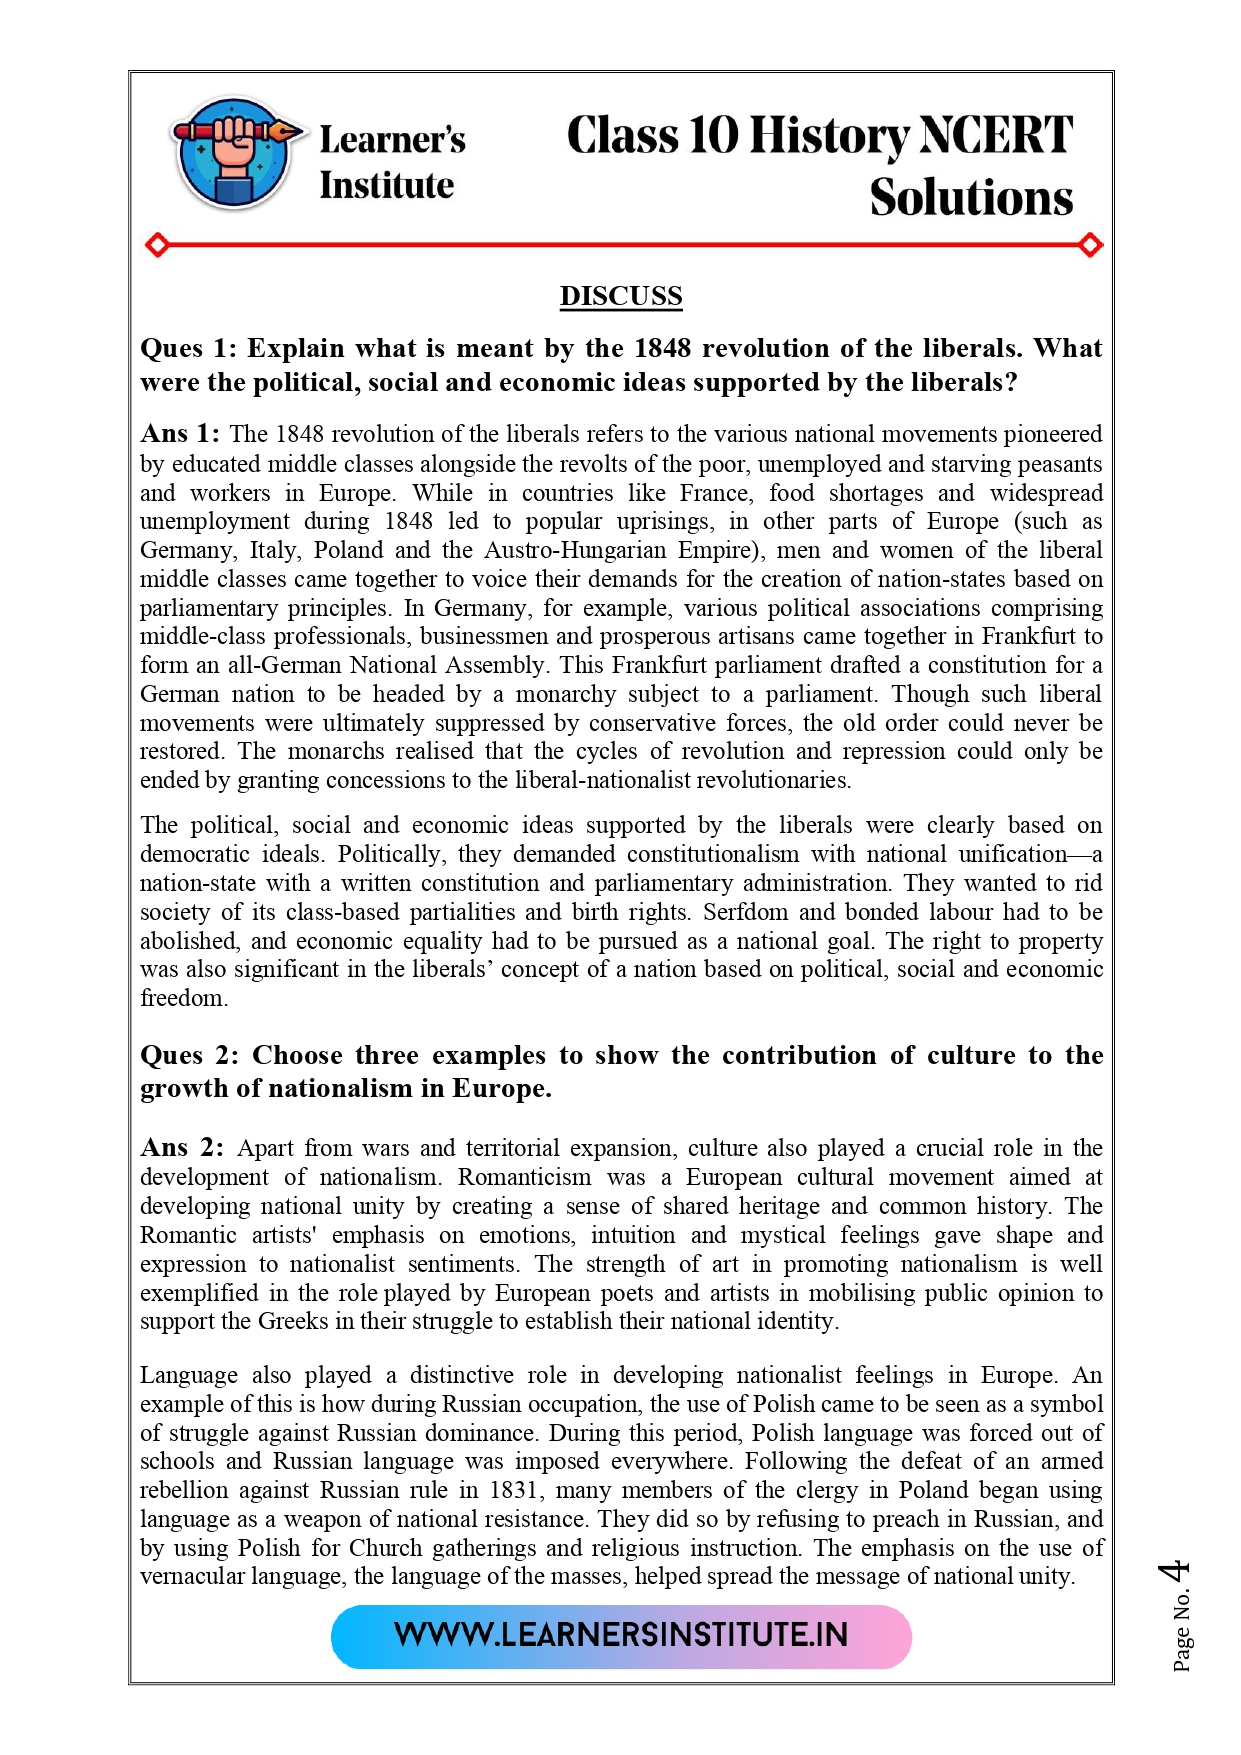 Learner's
Institute
Class 10 History NCERT
Solutions
DISCUSS
Ques 1: Explain what is meant by the 1848 revolution of the liberals. What
were the political, social and economic ideas supported by the liberals?
Ans 1: The 1848 revolution of the liberals refers to the various national movements pioneered
by educated middle classes alongside the revolts of the poor, unemployed and starving peasants
and workers in Europe. While in countries like France, food shortages and widespread
unemployment during 1848 led to popular uprisings, in other parts of Europe (such as
Germany, Italy, Poland and the Austro-Hungarian Empire), men and women of the liberal
middle classes came together to voice their demands for the creation of nation-states based on
parliamentary principles. In Germany, for example, various political associations comprising
middle-class professionals, businessmen and prosperous artisans came together in Frankfurt to
form an all-German National Assembly. This Frankfurt parliament drafted a constitution for a
German nation to be headed by a monarchy subject to a parliament. Though such liberal
movements were ultimately suppressed by conservative forces, the old order could never be
restored. The monarchs realised that the cycles of revolution and repression could only be
ended by granting concessions to the liberal-nationalist revolutionaries.
The political, social and economic ideas supported by the liberals were clearly based on
democratic ideals. Politically, they demanded constitutionalism with national unification—a
nation-state with a written constitution and parliamentary administration. They wanted to rid
society of its class-based partialities and birth rights. Serfdom and bonded labour had to be
abolished, and economic equality had to be pursued as a national goal. The right to property
was also significant in the liberals’ concept of a nation based on political, social and economic
freedom.
Ques 2: Choose three examples to show the contribution of culture to the
growth of nationalism in Europe.
Ans 2: Apart from wars and territorial expansion, culture also played a crucial role in the
development of nationalism. Romanticism was a European cultural movement aimed at
developing national unity by creating a sense of shared heritage and common history. The
Romantic artists' emphasis on emotions, intuition and mystical feelings gave shape and
expression to nationalist sentiments. The strength of art in promoting nationalism is well
exemplified in the role played by European poets and artists in mobilising public opinion to
support the Greeks in their struggle to establish their national identity.
Language also played a distinctive role in developing nationalist feelings in Europe. An
example of this is how during Russian occupation, the use of Polish came to be seen as a symbol
of struggle against Russian dominance. During this period, Polish language was forced out of
schools and Russian language was imposed everywhere. Following the defeat of an armed
rebellion against Russian rule in 1831, many members of the clergy in Poland began using
language as a weapon of national resistance. They did so by refusing to preach in Russian, and
by using Polish for Church gatherings and religious instruction. The emphasis on the use of
vernacular language, the language of the masses, helped spread the message of national unity.
WWW.LEARNERSINSTITUTE.IN
Page No. 4